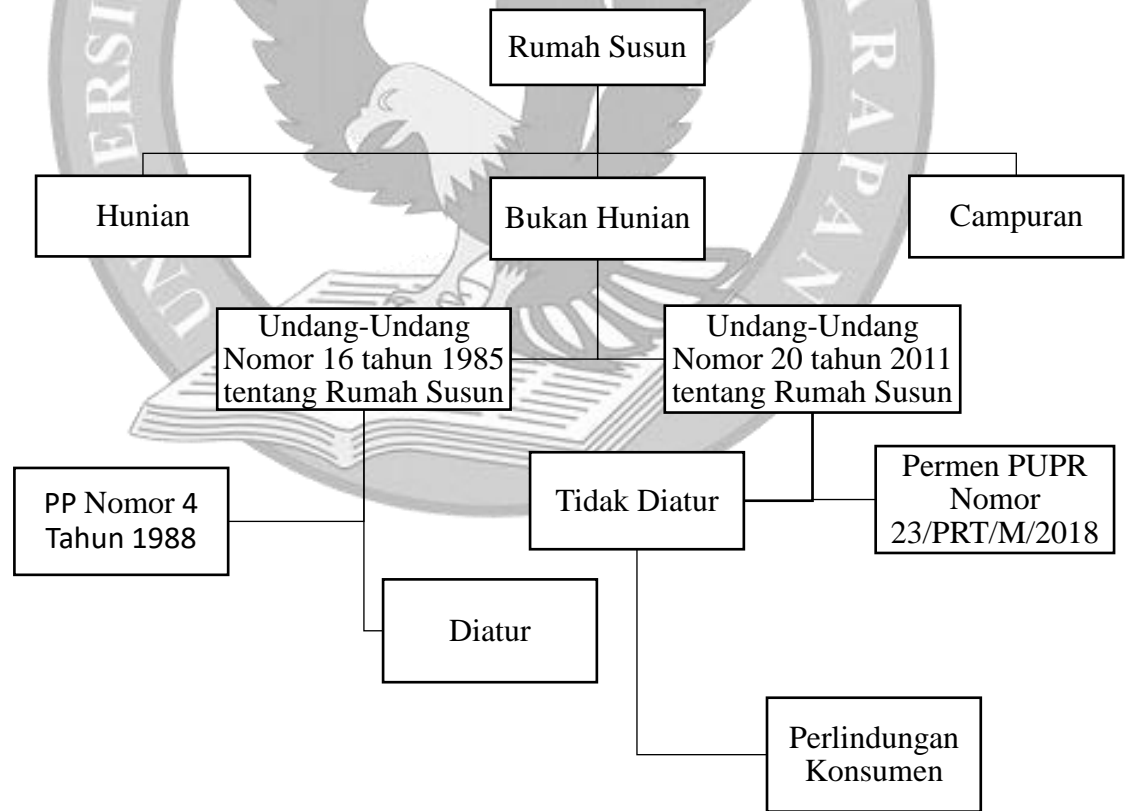 Rumah Susun
Hunian
Bukan Hunian
Campuran
Undang-Undang
Nomor 16 tahun 1985
tentang Rumah Susun
Undang-Undang
Nomor 20 tahun 2011
tentang Rumah Susun
PP Nomor 4
Tahun 1988
Tidak Diatur
Permen PUPR
Nomor
23/PRT/M/2018
Diatur
Perlindungan
Konsumen